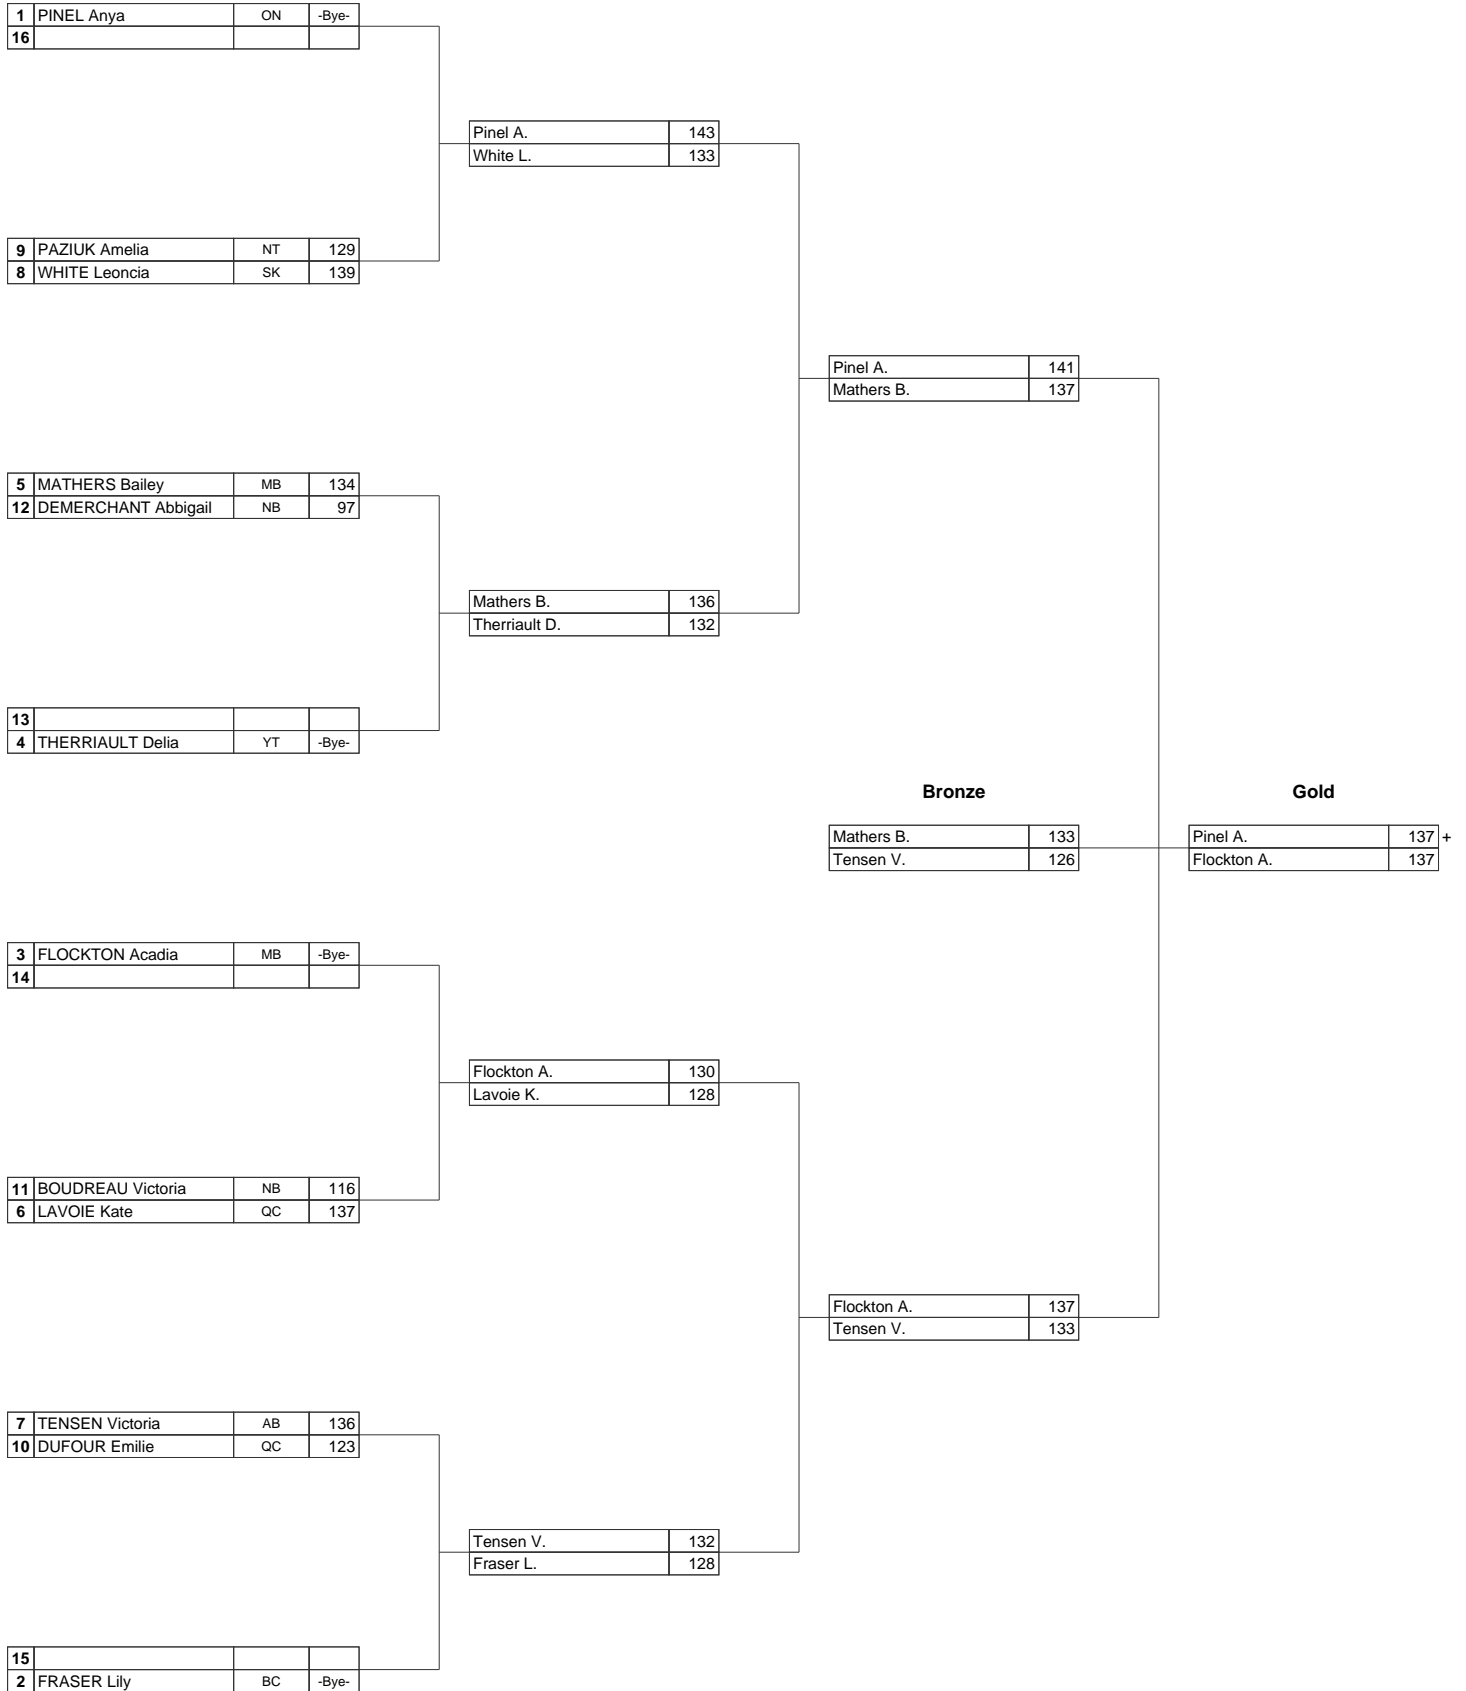 1 PINEL Anya ON -Bye-
16
Pinel A. 143
White L. 133
9 PAZIUK Amelia NT 129
8 WHITE Leoncia SK 139
Pinel A. 141
Mathers B. 137
5 MATHERS Bailey MB 134
12 DEMERCHANT Abbigail NB 97
Mathers B. 136
Therriault D. 132
13
4 THERRIAULT Delia YT -Bye-
Bronze Gold
Mathers B. 133 Pinel A. 137 +
Tensen V. 126 Flockton A. 137
3 FLOCKTON Acadia MB -Bye-
14
Flockton A. 130
Lavoie K. 128
11 BOUDREAU Victoria NB 116
6 LAVOIE Kate QC 137
Flockton A. 137
Tensen V. 133
7 TENSEN Victoria AB 136
10 DUFOUR Emilie QC 123
Tensen V. 132
Fraser L. 128
15
2 FRASER Lily BC -Bye-